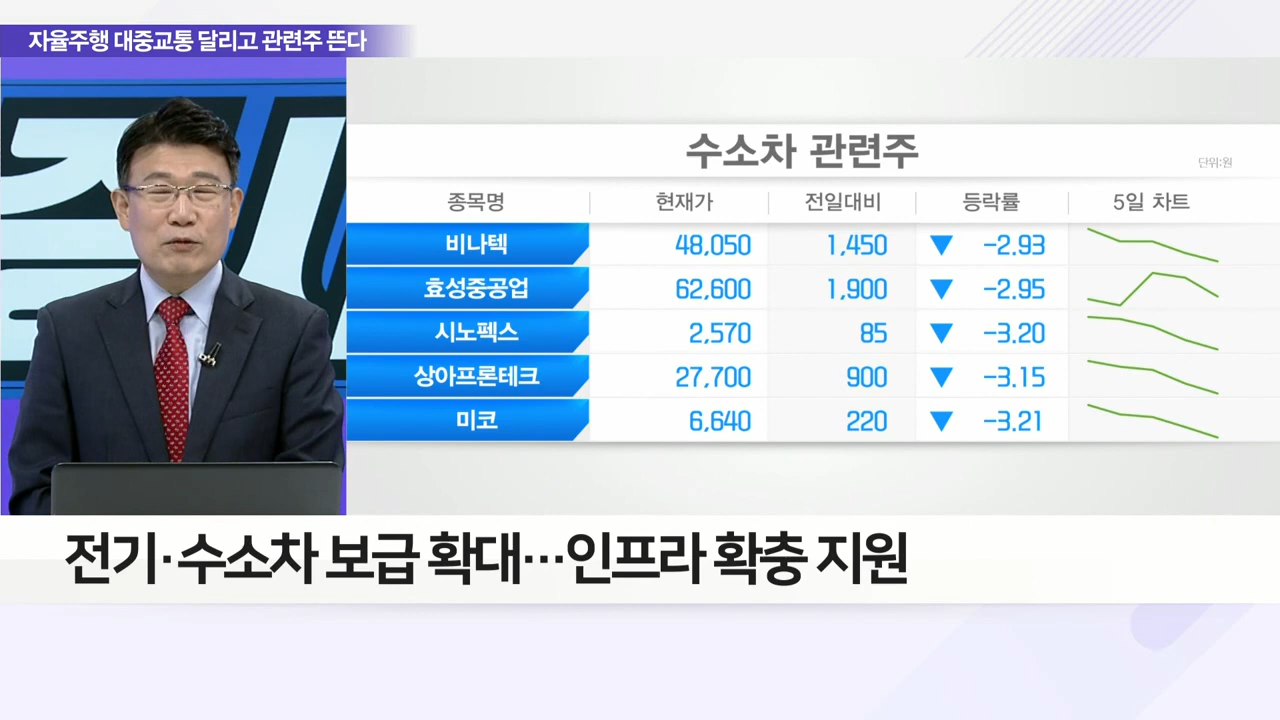 자율주행 대중교통 달리고 관련주 뜬다
수소차 관련주
단위:원
종목명 현재가 전일대비 등락률 5일 차트
비나텍 48,050 1,450 ▼ -2.93
효성중공업 62,600 1,900 ▼ -2.95
시노펙스 2,570 85 ▼ -3.20
상아프론테크 27,700 900 ▼ -3.15
미코 6,640 220 ▼ -3.21
전기·수소차 보급 확대…인프라 확충 지원